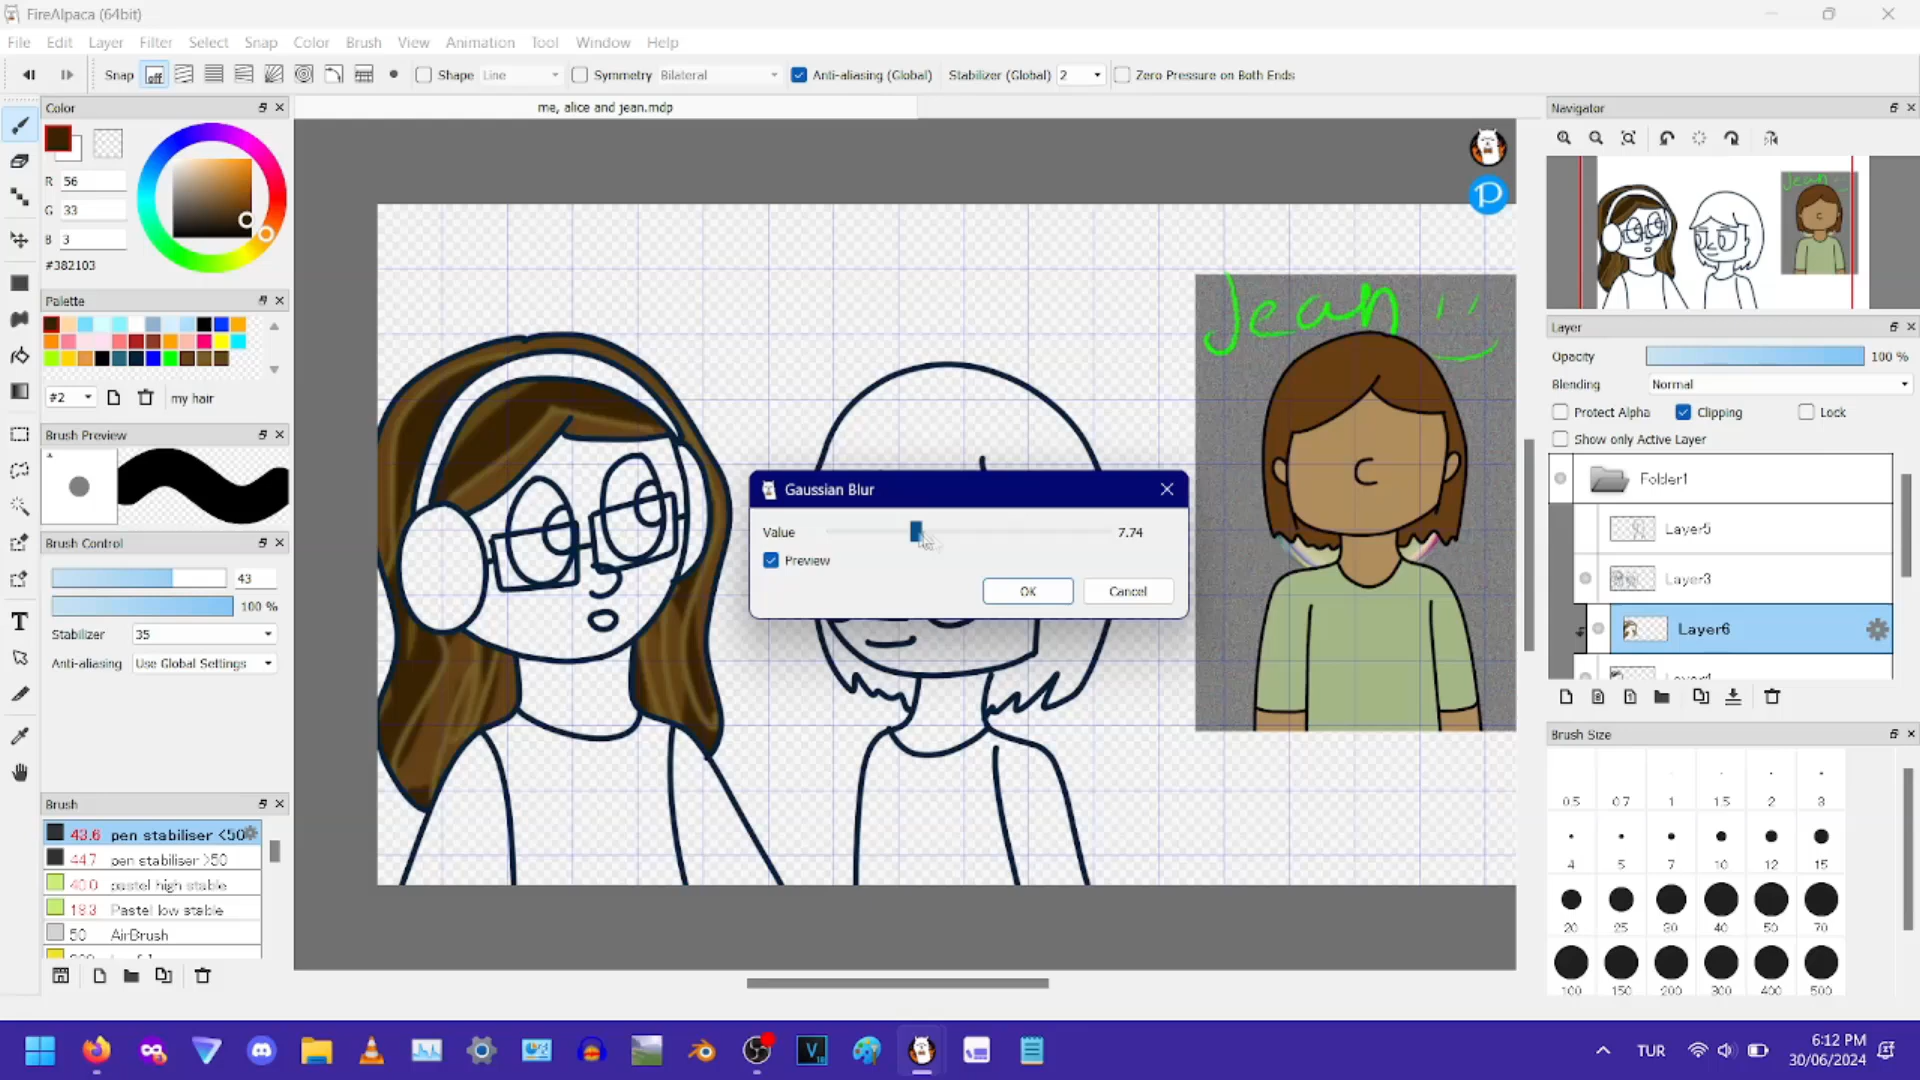 FireAlpaca (64bit)
File Edit Layer Filter Select Snap Color Brush View Animation Tool Window Help
Snap off Shape Line Symmetry Bilateral Anti-aliasing (Global) Stabilizer (Global) 2 Zero Pressure on Both Ends
Color
me, alice and jean.mdp
Navigator
R 56
G 33
B 3
#382103
Palette
#2 my hair
Brush Preview
Brush Control
43
100 %
Stabilizer 35
Anti-aliasing Use Global Settings
Brush
43.6 pen stabiliser <50
44.7 pen stabiliser >50
40.0 pastel high stable
19.3 Pastel low stable
50 AirBrush
Jean
Gaussian Blur
Value 7.74
Preview
OK Cancel
Jean
Layer
Opacity 100 %
Blending Normal
Protect Alpha Clipping Lock
Show only Active Layer
Folder1
Layer5
Layer3
Layer6
Brush Size
0.5 0.7 1 1.5 2 3
4 5 7 10 12 15
20 25 30 40 50 70
100 150 200 300 400 500
TUR
6:12 PM
30/06/2024